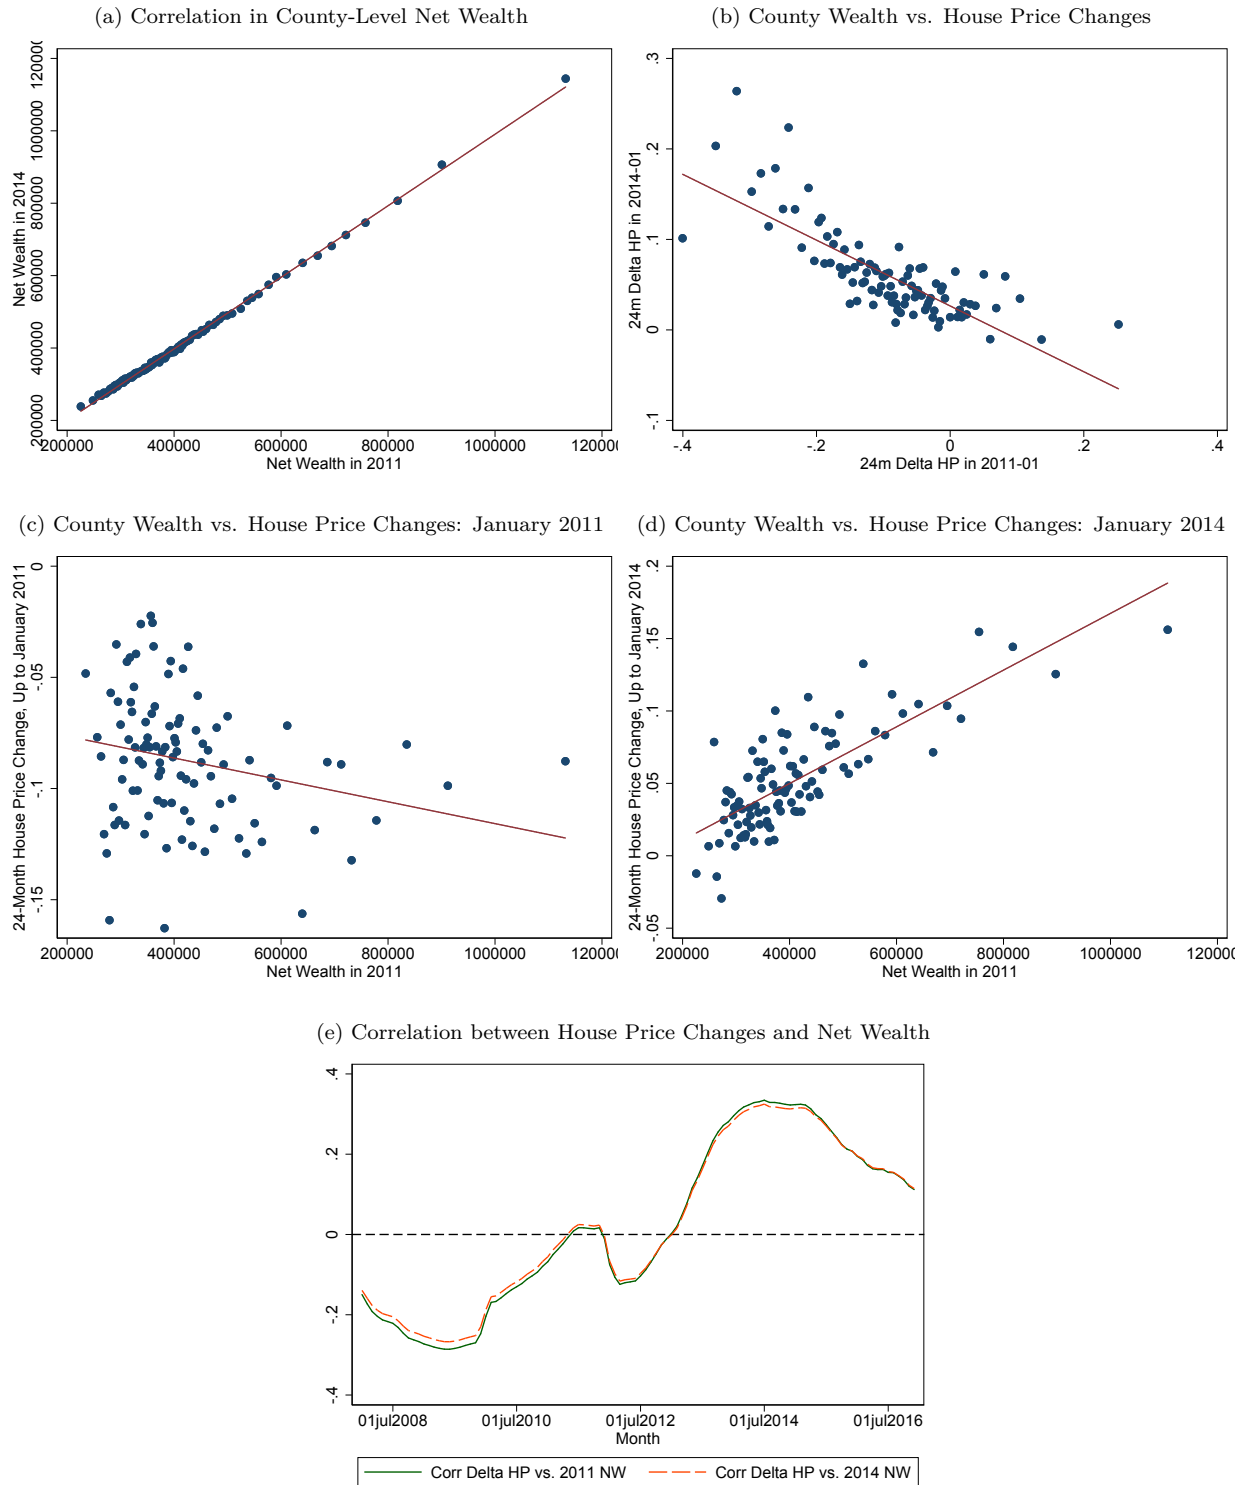 (a) Correlation in County-Level Net Wealth
(b) County Wealth vs. House Price Changes
Net Wealth in 2014
200000 400000 600000 800000 1000000
200000 400000 600000 800000 1000000
Net Wealth in 2011
24m Delta HP in 2014-01
-.1 0 .1 .2 .3
-.4 -.2 0 .2 .4
24m Delta HP in 2011-01
(c) County Wealth vs. House Price Changes: January 2011
(d) County Wealth vs. House Price Changes: January 2014
24-Month House Price Change, Up to January 2011
-.15 -.1 -.05 0
200000 400000 600000 800000 1000000
Net Wealth in 2011
24-Month House Price Change, Up to January 2014
-.05 0 .05 .1 .15 .2
200000 400000 600000 800000 1000000
Net Wealth in 2011
(e) Correlation between House Price Changes and Net Wealth
-.4 -.2 0 .2 .4
01jul2008 01jul2010 01jul2012 01jul2014 01jul2016
Month
Corr Delta HP vs. 2011 NW
Corr Delta HP vs. 2014 NW